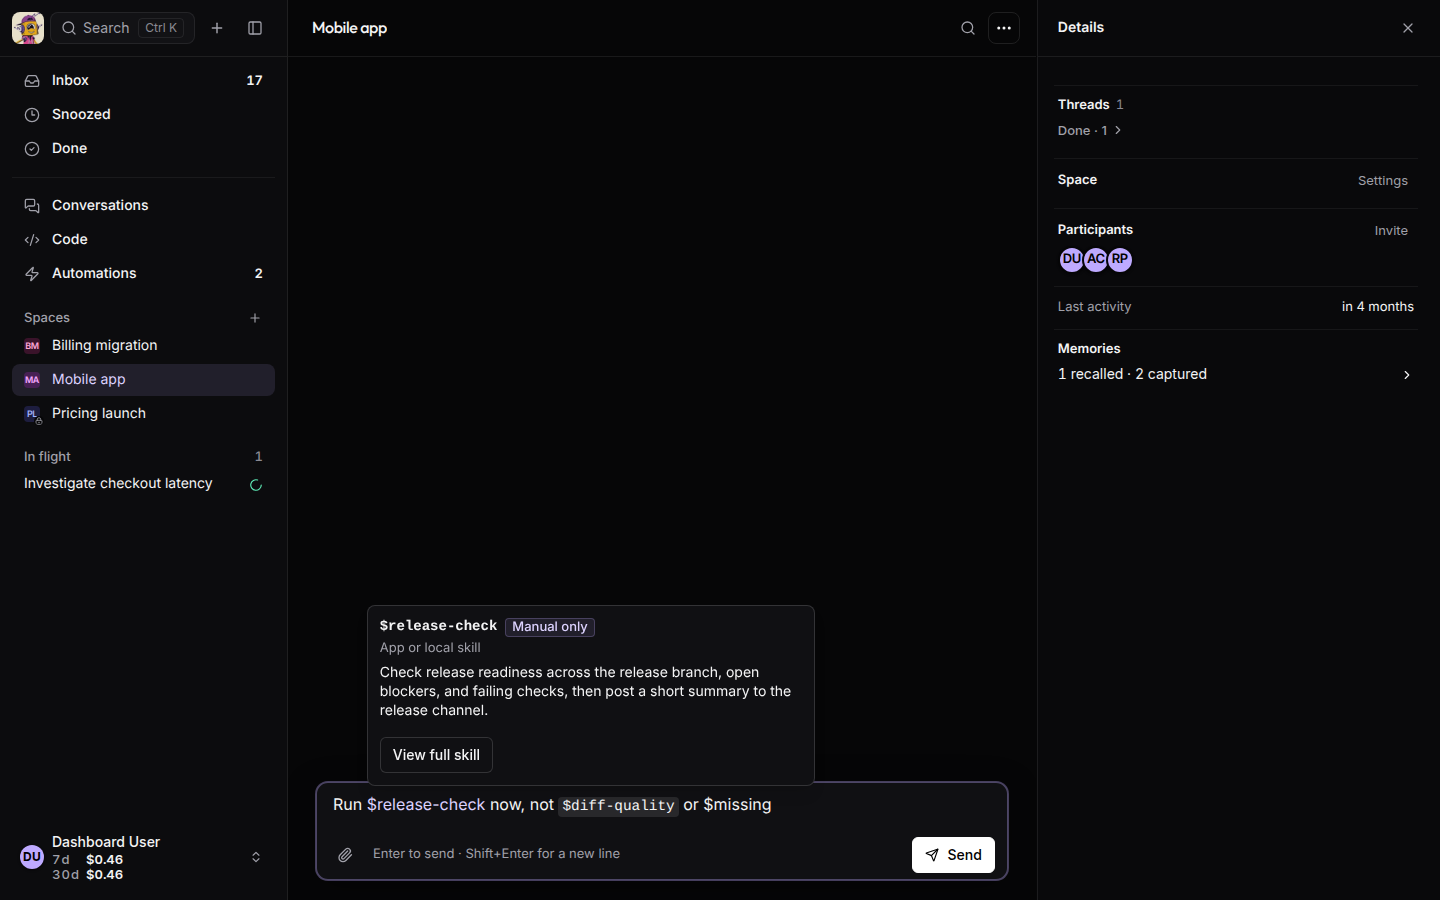 Search Ctrl K
Inbox 17
Snoozed
Done
Conversations
Code
Automations 2
Spaces
BM Billing migration
MA Mobile app
PL Pricing launch
In flight 1
Investigate checkout latency
DU Dashboard User
7d $0.46
30d $0.46
Mobile app
$release-check Manual only
App or local skill
Check release readiness across the release branch, open
blockers, and failing checks, then post a short summary to the
release channel.
View full skill
Run $release-check now, not $diff-quality or $missing
Enter to send · Shift+Enter for a new line
Send
Details
Threads 1
Done · 1
Space Settings
Participants Invite
DU AC RP
Last activity in 4 months
Memories
1 recalled · 2 captured